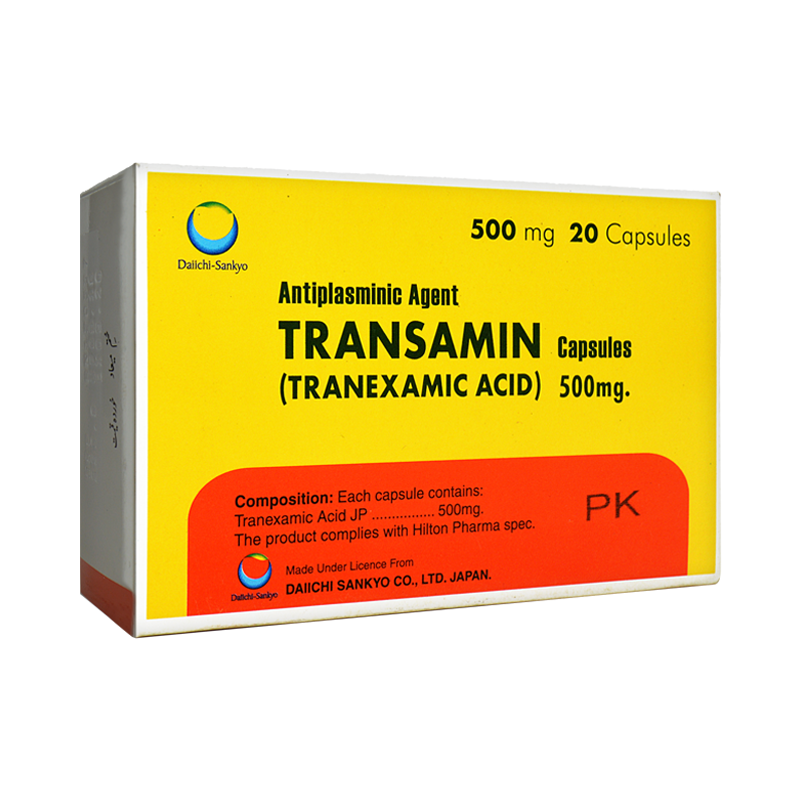 Daiichi-Sankyo
500 mg 20 Capsules
Antiplasminic Agent
TRANSAMIN Capsules
(TRANEXAMIC ACID) 500mg.
Composition: Each capsule contains:
Tranexamic Acid JP ................ 500mg.
The product complies with Hilton Pharma spec.
PK
Daiichi-Sankyo
Made Under Licence From
DAIICHI SANKYO CO., LTD. JAPAN.